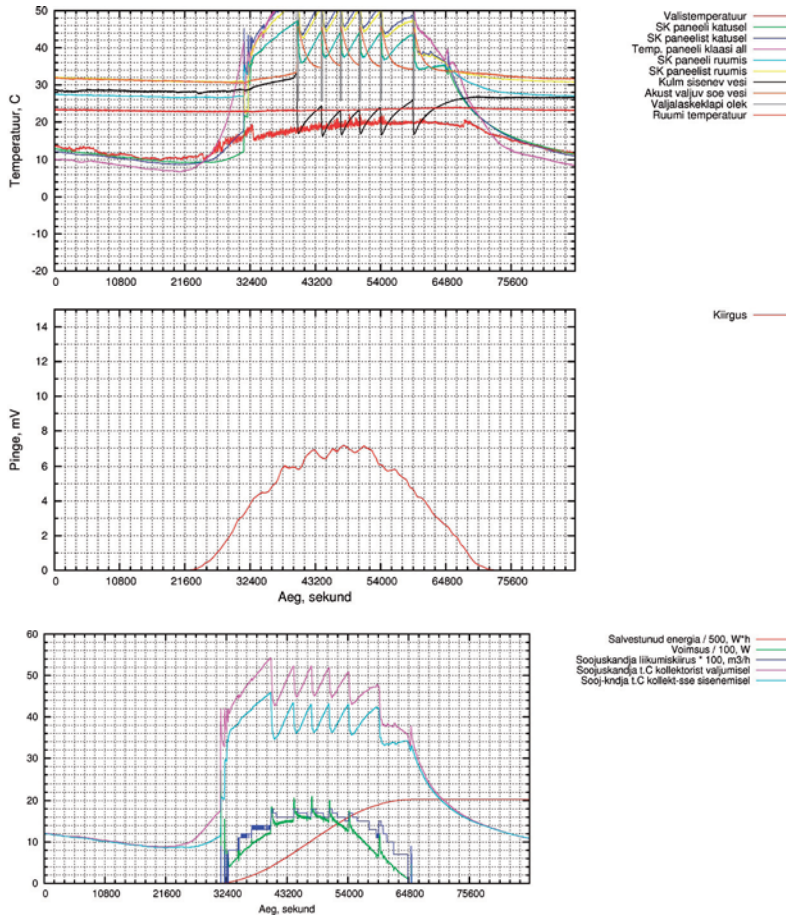 Temperatuur, C
50
40
30
20
10
0
-10
-20
0 10800 21600 32400 43200 54000 64800 75600
Valistemperatuur
SK paneeli katusel
SK paneelist katusel
Temp. paneeli klaasi all
SK paneeli ruumis
SK paneelist ruumis
Kulm sisenev vesi
Akust valjuv soe vesi
Valjalaskeklapi olek
Ruumi temperatuur
Pinge, mV
14
12
10
8
6
4
2
0
0 10800 21600 32400 43200 54000 64800 75600
Aeg, sekund
Kiirgus
60
50
40
30
20
10
0
0 10800 21600 32400 43200 54000 64800 75600
Aeg, sekund
Salvestunud energia / 500, W*h
Voimsus / 100, W
Soojuskandja liikumiskiirus * 100, m3/h
Soojuskandja t.C kollektorist valjumisel
Sooj-kndja t.C kollekt-sse sisenemisel